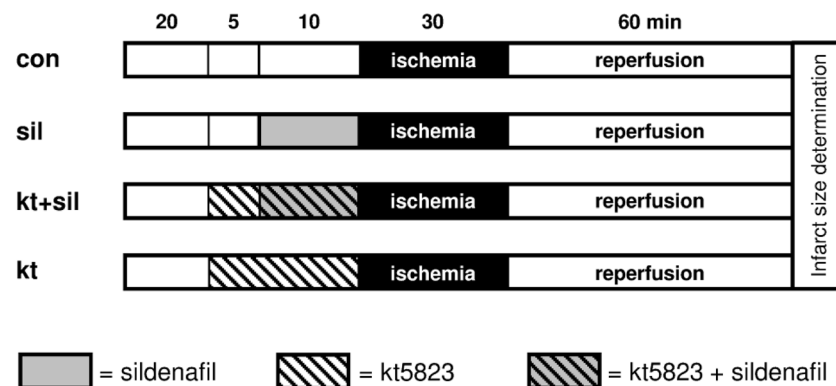 20 5 10 30 60 min
con ischemia reperfusion
sil ischemia reperfusion
kt+sil ischemia reperfusion
kt ischemia reperfusion
Infarct size determination
= sildenafil = kt5823 = kt5823 + sildenafil